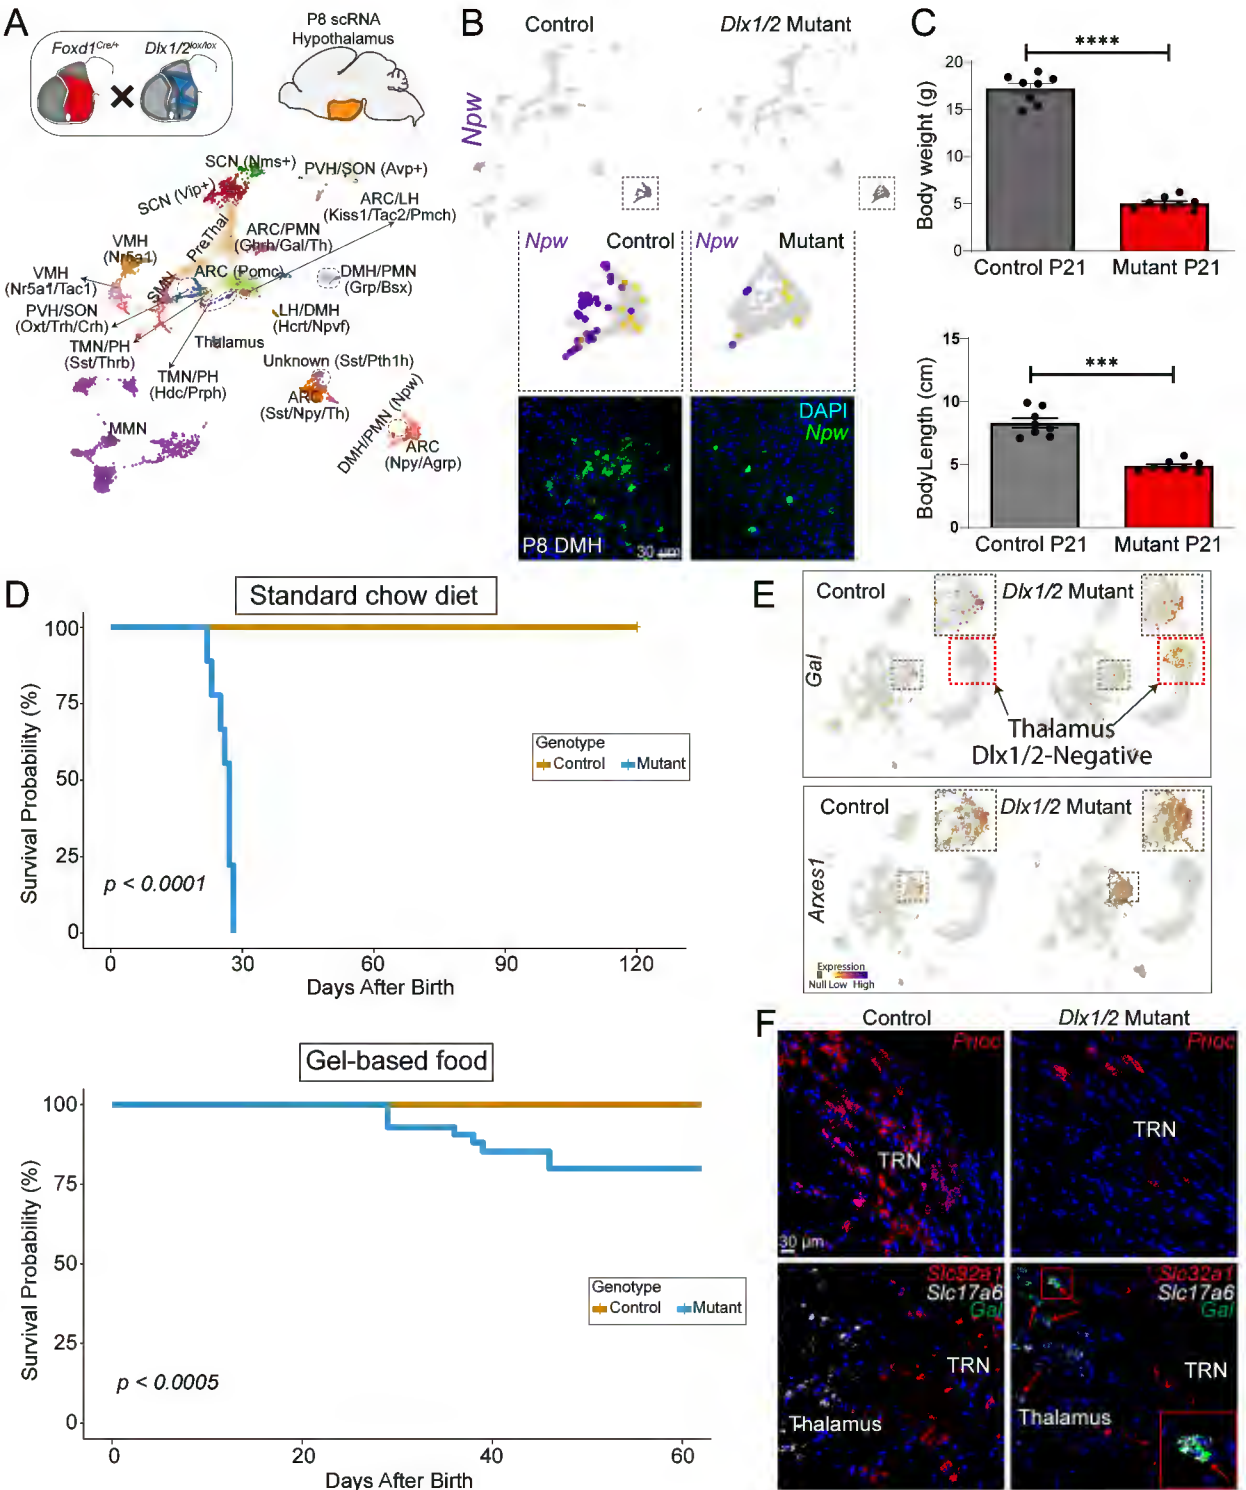 A
Foxd1Cre/+
Dlx1/2lox/lox
P8 scRNA
Hypothalamus
SCN (Nms+)
PVH/SON (Avp+)
SCN (Vip+)
ARC/LH
(Kiss1/Tac2/Pmch)
PreThal
ARC/PMN
(Ghrh/Gal/Th)
VMH
(Nr5a1)
VMH
(Nr5a1/Tac1)
SMN
ARC (Pomc)
DMH/PMN
(Grp/Bsx)
PVH/SON
(Oxt/Trh/Crh)
LH/DMH
(Hcrt/Npvf)
TMN/PH
(Sst/Thrb)
Thalamus
TMN/PH
(Hdc/Prph)
Unknown (Sst/Pth1h)
ARC
(Sst/Npy/Th)
MMN
DMH/PMN (Npw)
ARC
(Npy/Agrp)
B
Control
Dlx1/2 Mutant
Npw
Npw Control
Npw Mutant
DAPI
Npw
P8 DMH
30 µm
C
Body weight (g)
20
15
10
5
0
****
Control P21
Mutant P21
BodyLength (cm)
15
10
5
0
***
Control P21
Mutant P21
D
Standard chow diet
Survival Probability (%)
100
75
50
25
0
Genotype
Control Mutant
p < 0.0001
0 30 60 90 120
Days After Birth
Gel-based food
Survival Probability (%)
100
75
50
25
0
Genotype
Control Mutant
p < 0.0005
0 20 40 60
Days After Birth
E
Control
Dlx1/2 Mutant
Gal
Thalamus
Dlx1/2-Negative
Control
Dlx1/2 Mutant
Arxes1
Expression
Null Low High
F
Control
Dlx1/2 Mutant
Pnoc
Pnoc
TRN
TRN
30 µm
Slc32a1
Slc17a6
Gal
TRN
Thalamus
Slc32a1
Slc17a6
Gal
TRN
Thalamus